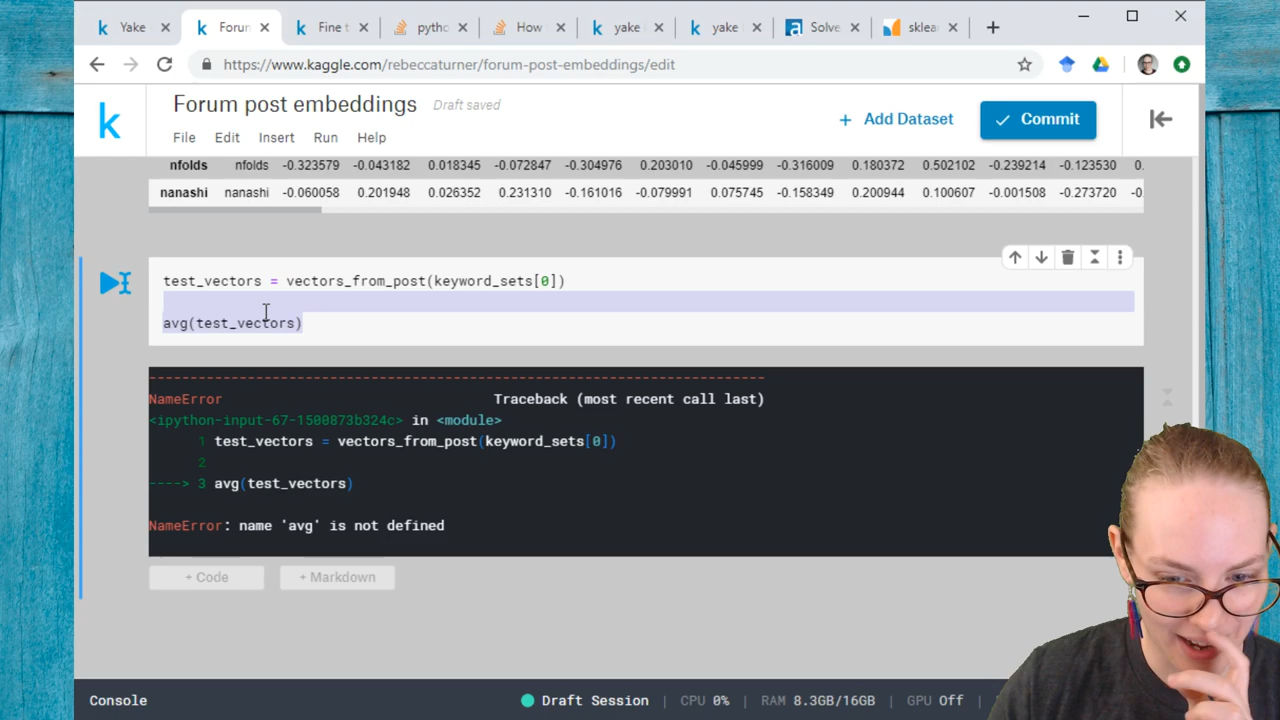 Yake
Forum
Fine t
pytho
How
yake
yake
Solve
sklea
https://www.kaggle.com/rebeccaturner/forum-post-embeddings/edit
k
Forum post embeddings Draft saved
+ Add Dataset
Commit
File Edit Insert Run Help
nfolds nfolds -0.323579 -0.043182 0.018345 -0.072847 -0.304976 0.203010 -0.045999 -0.316009 0.180372 0.502102 -0.239214 -0.123530 0.
nanashi nanashi -0.060058 0.201948 0.026352 0.231310 -0.161016 -0.079991 0.075745 -0.158349 0.200944 0.100607 -0.001508 -0.273720 -0.
test_vectors = vectors_from_post(keyword_sets[0])
avg(test_vectors)
---------------------------------------------------------------------------
NameError Traceback (most recent call last)
<ipython-input-67-1500873b324c> in <module>
1 test_vectors = vectors_from_post(keyword_sets[0])
2
----> 3 avg(test_vectors)
NameError: name 'avg' is not defined
+ Code + Markdown
Console
Draft Session | CPU 0% | RAM 8.3GB/16GB | GPU Off |